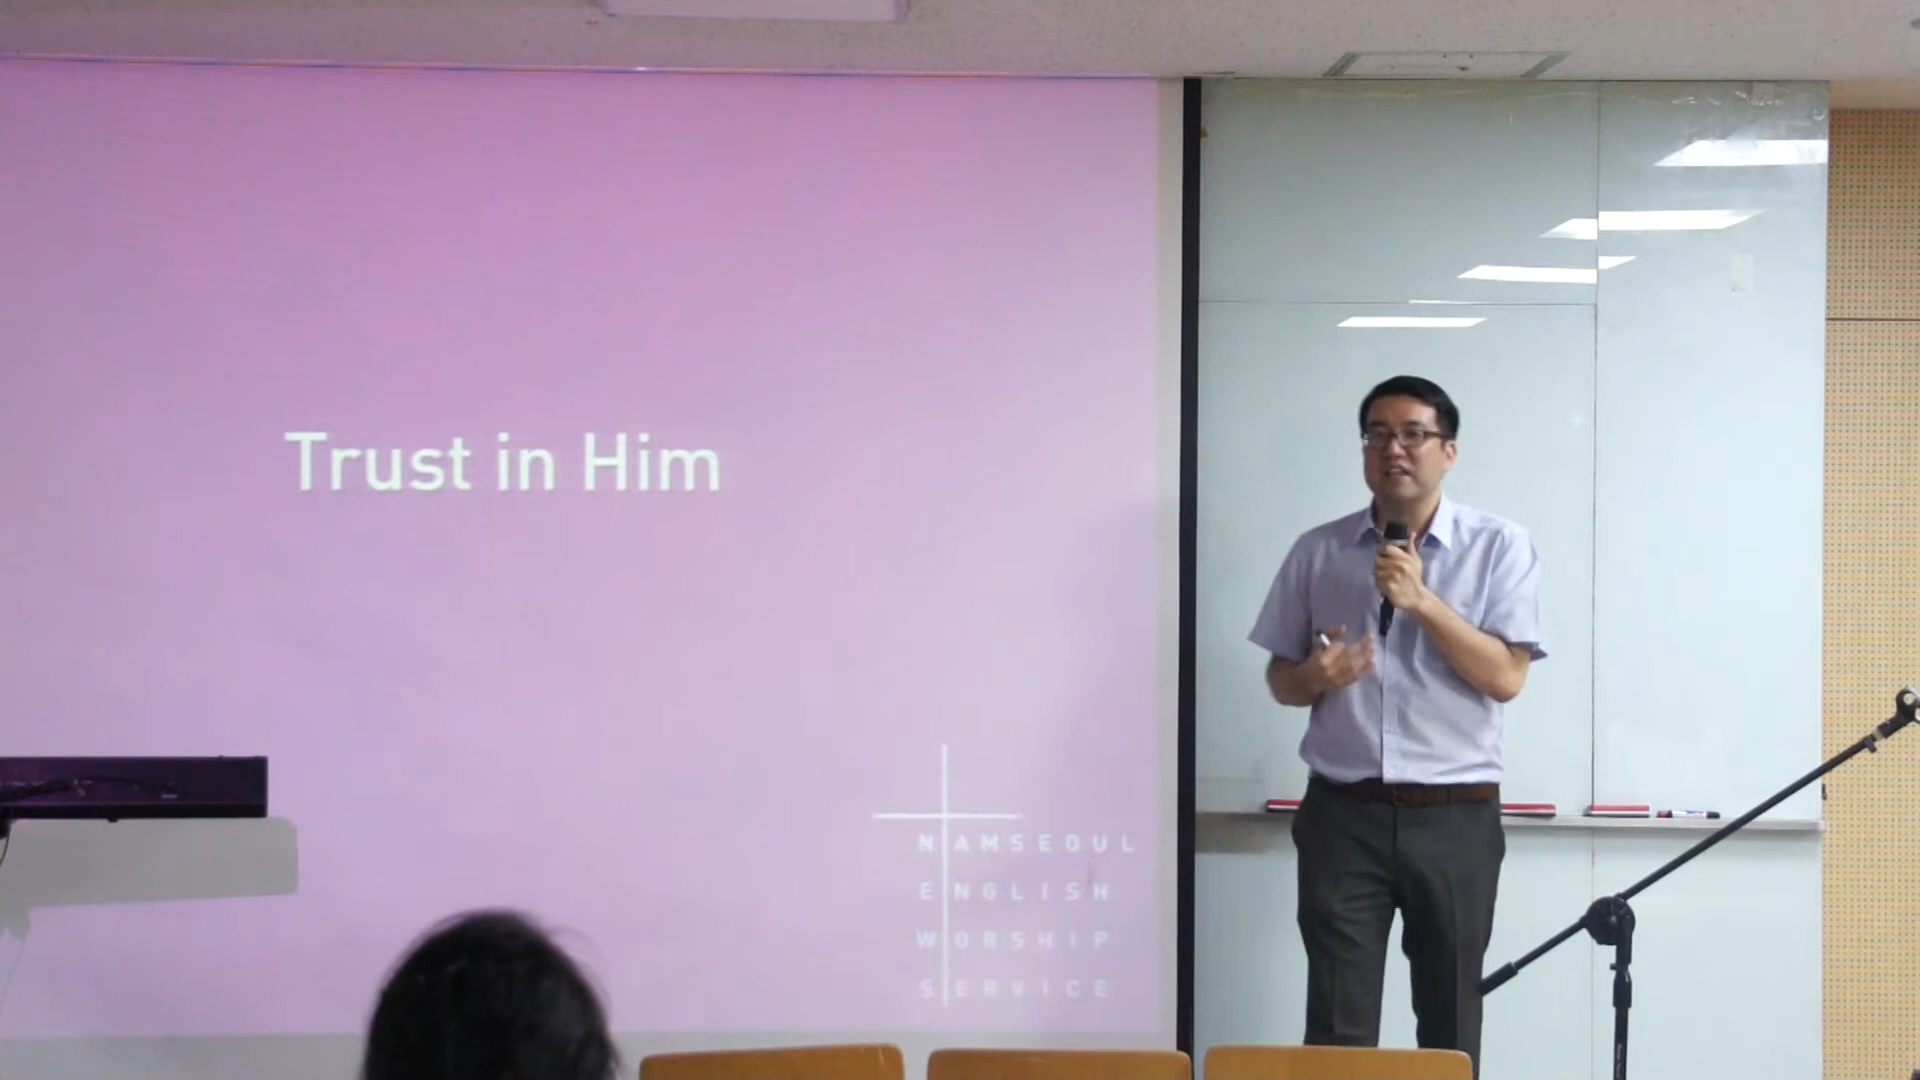 Trust in Him
NAMSEOUL
ENGLISH
WORSHIP
SERVICE